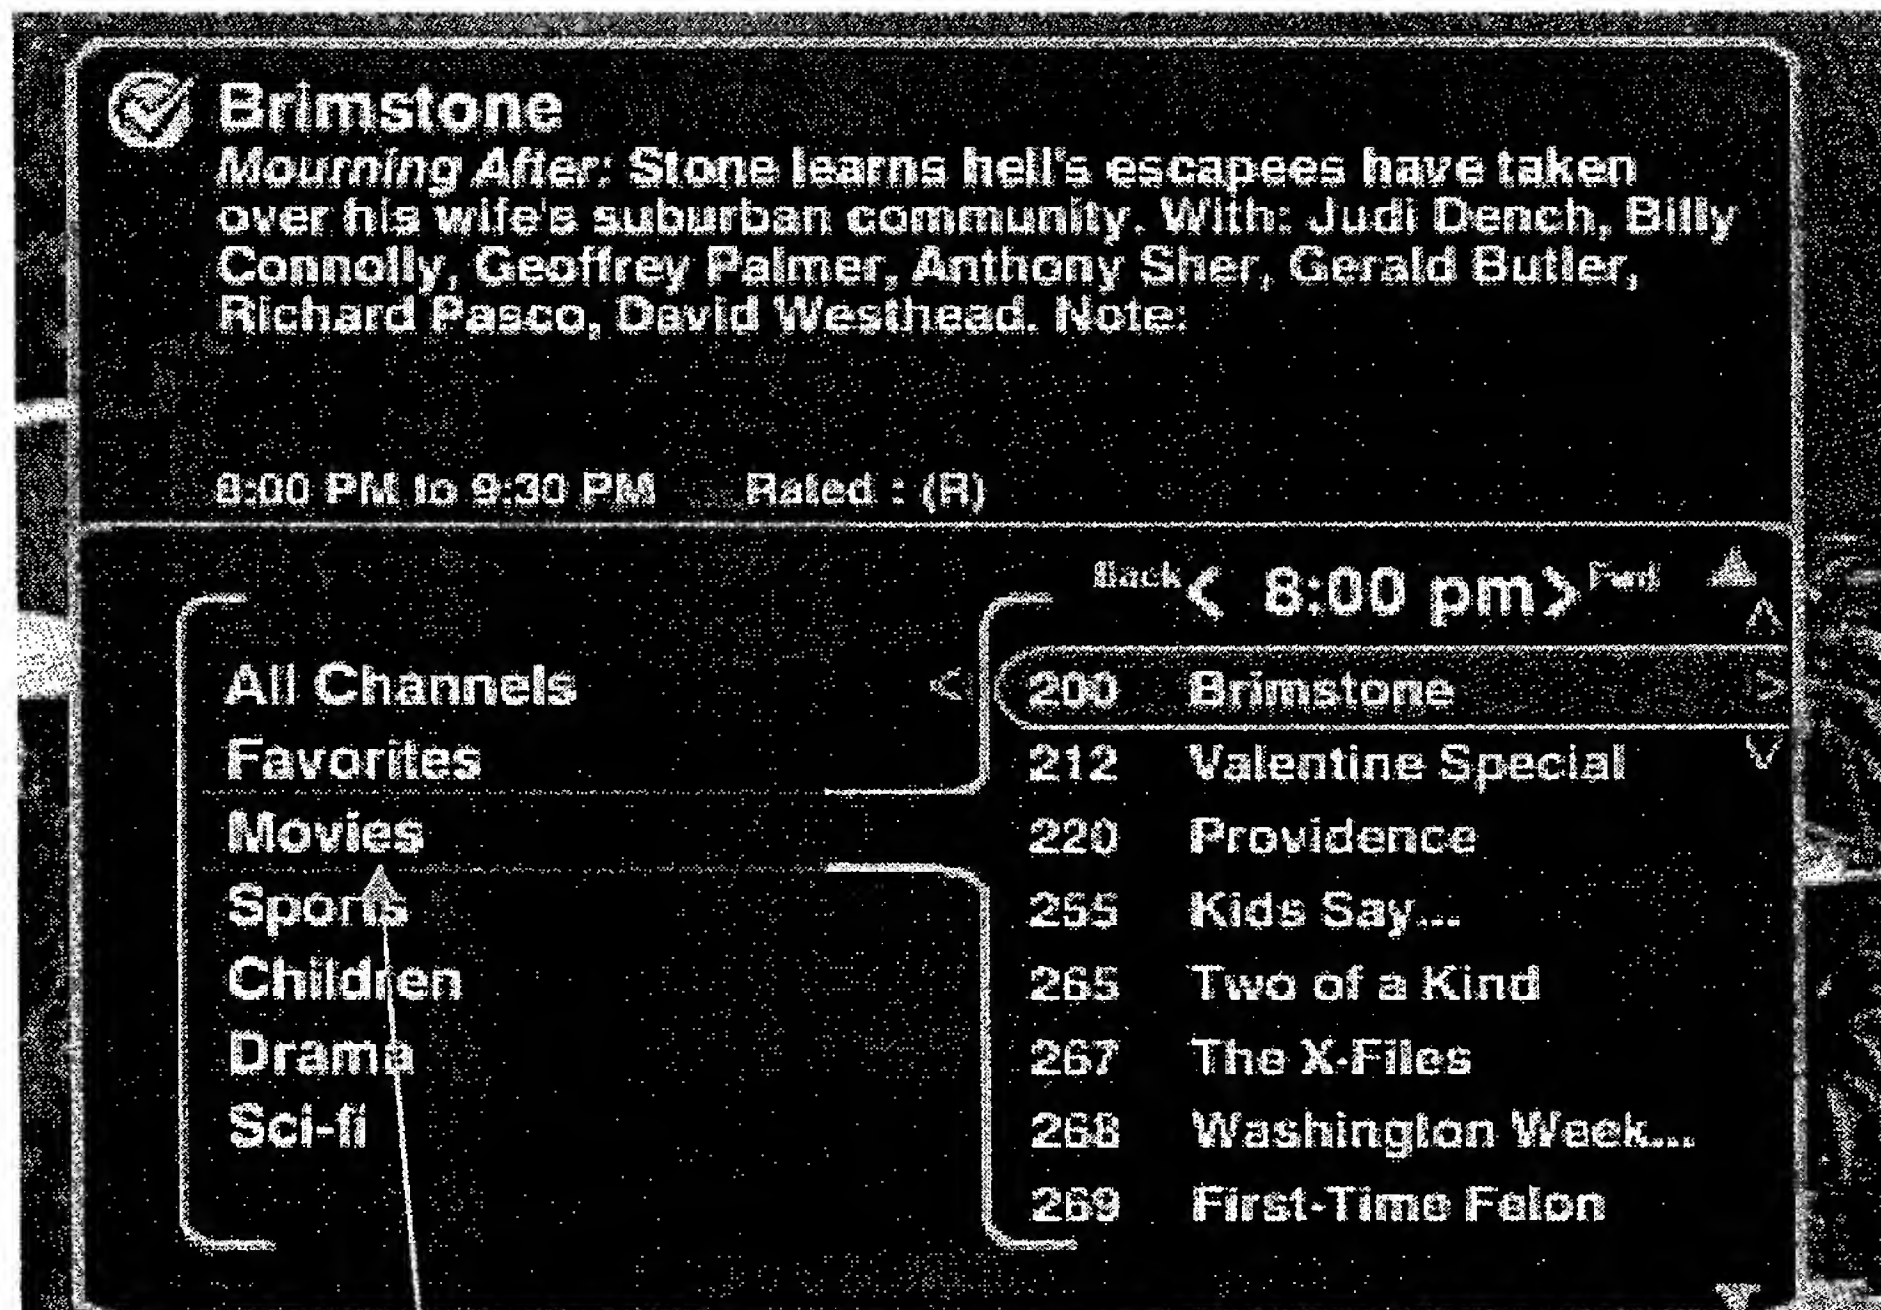 Brimstone
Mourning After: Stone learns hell's escapees have taken
over his wife's suburban community. With: Judi Dench, Billy
Connolly, Geoffrey Palmer, Anthony Sher, Gerald Butler,
Richard Pasco, David Westhead. Note:
8:00 PM to 9:30 PM Rated : (R)
Back < 8:00 pm > Fwd
All Channels < 200 Brimstone >
Favorites 212 Valentine Special
Movies 220 Providence
Sports 255 Kids Say...
Children 265 Two of a Kind
Drama 267 The X-Files
Sci-fi 268 Washington Week...
269 First-Time Felon